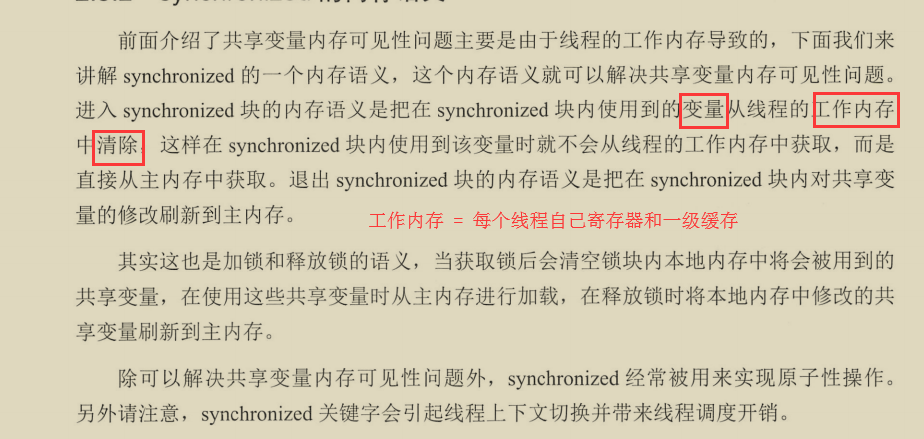 前面介绍了共享变量内存可见性问题主要是由于线程的工作内存导致的，下面我们来
讲解 synchronized 的一个内存语义，这个内存语义就可以解决共享变量内存可见性问题。
进入 synchronized 块的内存语义是把在 synchronized 块内使用到的变量从线程的工作内存
中清除，这样在 synchronized 块内使用到该变量时就不会从线程的工作内存中获取，而是
直接从主内存中获取。退出 synchronized 块的内存语义是把在 synchronized 块内对共享变
量的修改刷新到主内存。
工作内存 = 每个线程自己寄存器和一级缓存
其实这也是加锁和释放锁的语义，当获取锁后会清空锁块内本地内存中将会被用到的
共享变量，在使用这些共享变量时从主内存进行加载，在释放锁时将本地内存中修改的共
享变量刷新到主内存。
除可以解决共享变量内存可见性问题外，synchronized 经常被用来实现原子性操作。
另外请注意，synchronized 关键字会引起线程上下文切换并带来线程调度开销。